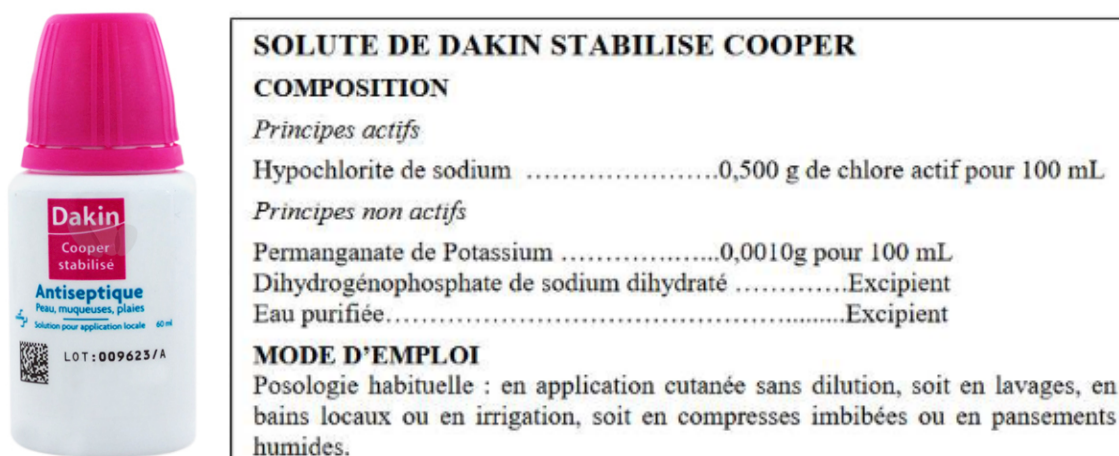 Dakin
Cooper
stabilisé
Antiseptique
Peau, muqueuses, plaies
Solution pour application locale 60 ml
LOT:009623/A
SOLUTE DE DAKIN STABILISE COOPER
COMPOSITION
Principes actifs
Hypochlorite de sodium .....................0,500 g de chlore actif pour 100 mL
Principes non actifs
Permanganate de Potassium ..................0,0010g pour 100 mL
Dihydrogénophosphate de sodium dihydraté .............Excipient
Eau purifiée......................................................Excipient
MODE D'EMPLOI
Posologie habituelle : en application cutanée sans dilution, soit en lavages, en
bains locaux ou en irrigation, soit en compresses imbibées ou en pansements
humides.